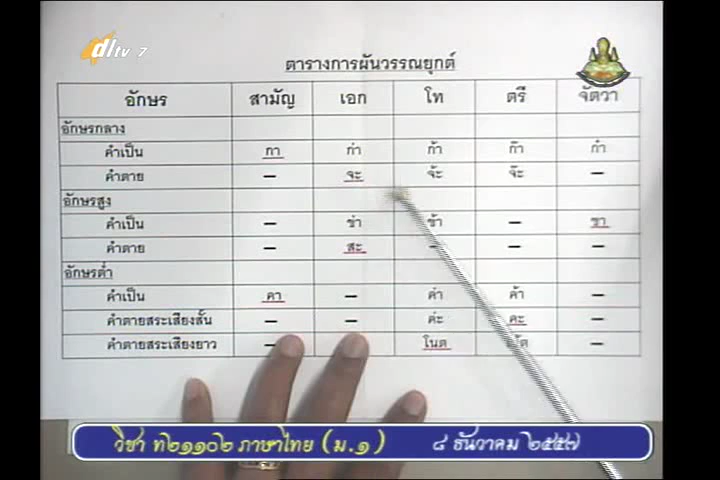 dltv 7
ตารางการผันวรรณยุกต์
อักษร สามัญ เอก โท ตรี จัตวา
อักษรกลาง
คำเป็น กา ก่า ก้า ก๊า ก๋า
คำตาย – จะ จ้ะ จ๊ะ –
อักษรสูง
คำเป็น – ข่า ข้า – ขา
คำตาย – สะ – – –
อักษรต่ำ
คำเป็น คา – ค่า ค้า –
คำตายสระเสียงสั้น – – ค่ะ คะ –
คำตายสระเสียงยาว – โนต –
วิชา ท๒๑๑๐๒ ภาษาไทย (ม.๑) ๘ ธันวาคม ๒๕๕๗